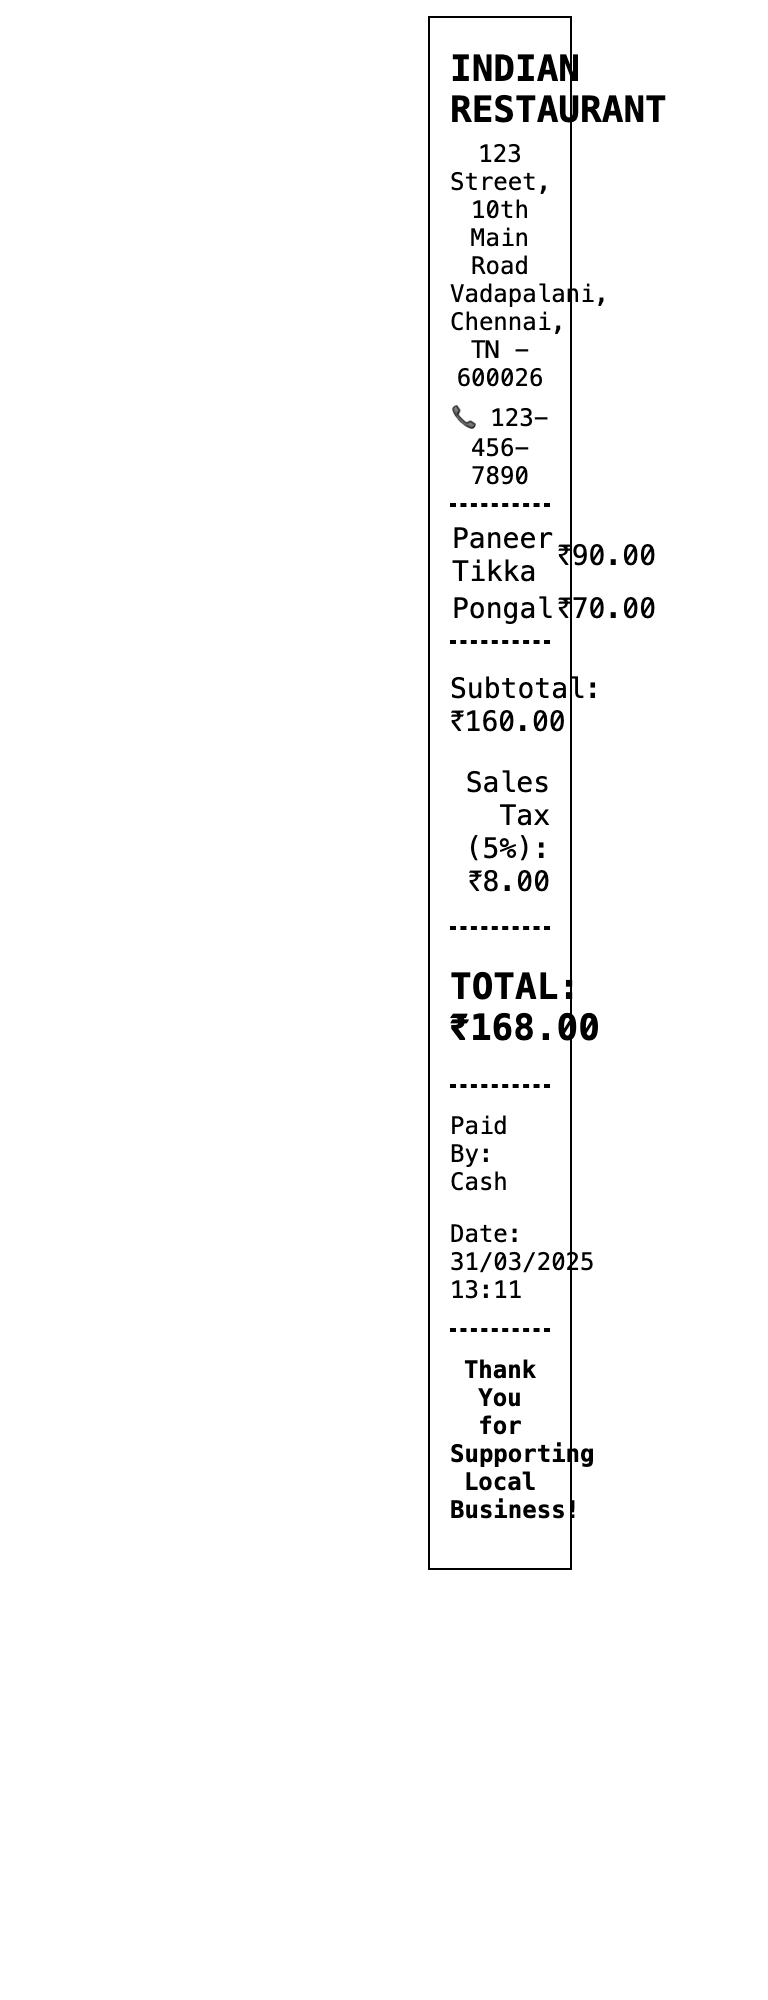 INDIAN
RESTAURANT
123
Street,
10th
Main
Road
Vadapalani,
Chennai,
TN -
600026
📞 123-
456-
7890
----------
Paneer
Tikka ₹90.00
Pongal ₹70.00
----------
Subtotal:
₹160.00
Sales
Tax
(5%):
₹8.00
----------
TOTAL:
₹168.00
----------
Paid
By:
Cash
Date:
31/03/2025
13:11
----------
Thank
You
for
Supporting
Local
Business!